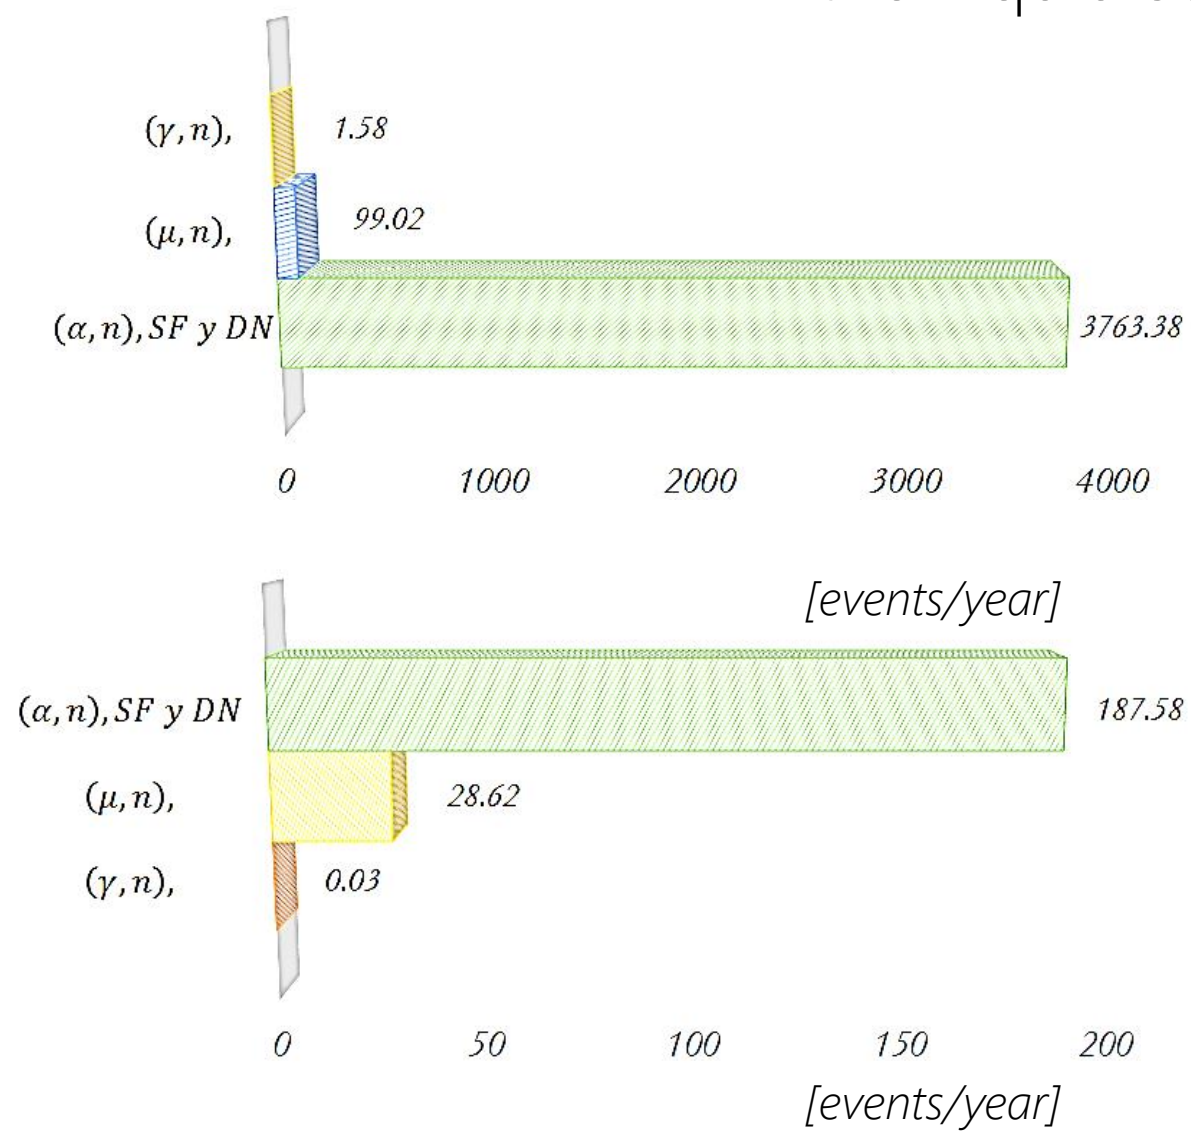 (γ, n), 1.58
(μ, n), 99.02
(α, n), SF y DN 3763.38
0 1000 2000 3000 4000
[events/year]
(α, n), SF y DN 187.58
(μ, n), 28.62
(γ, n), 0.03
0 50 100 150 200
[events/year]